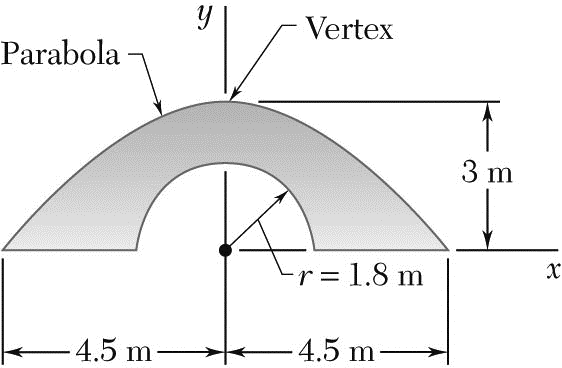 y
Vertex
Parabola
3 m
x
r = 1.8 m
4.5 m
4.5 m